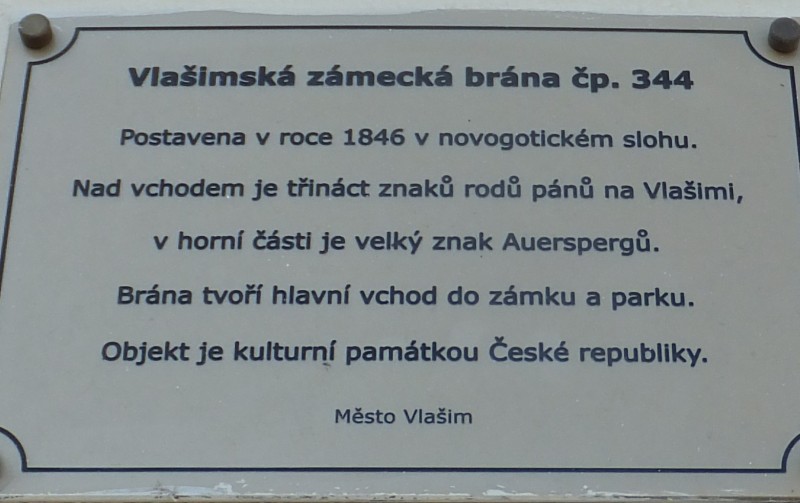 Vlašimská zámecká brána čp. 344
Postavena v roce 1846 v novogotickém slohu.
Nad vchodem je třináct znaků rodů pánů na Vlašimi,
v horní části je velký znak Auerspergů.
Brána tvoří hlavní vchod do zámku a parku.
Objekt je kulturní památkou České republiky.
Město Vlašim